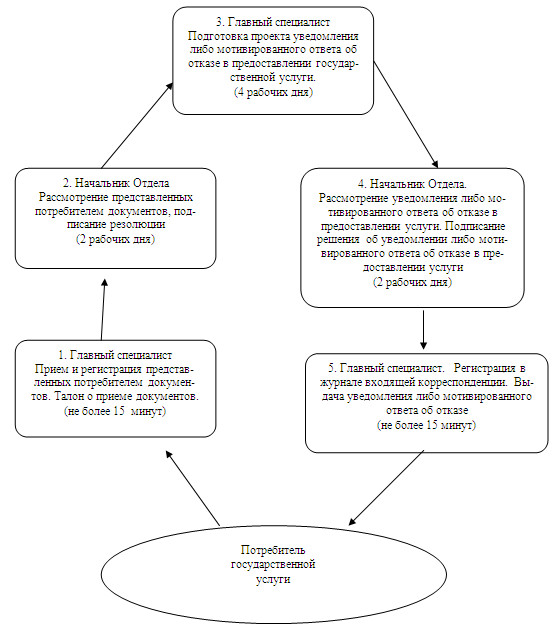 3. Главный специалист
Подготовка проекта уведомления
либо мотивированного ответа об
отказе в предоставлении государ-
ственной услуги.
(4 рабочих дня)
2. Начальник Отдела
Рассмотрение представленных
потребителем документов, под-
писание резолюции
(2 рабочих дня)
4. Начальник Отдела.
Рассмотрение уведомления либо мо-
тивированного ответа об отказе в
предоставлении услуги. Подписание
решения об уведомлении либо моти-
вированного ответа об отказе в пре-
доставлении услуги
(2 рабочих дня)
1. Главный специалист
Прием и регистрация представ-
ленных потребителем докумен-
тов. Талон о приеме документов.
(не более 15 минут)
5. Главный специалист. Регистрация в
журнале входящей корреспонденции. Вы-
дача уведомления либо мотивированного
ответа об отказе
(не более 15 минут)
Потребитель
государственной
услуги